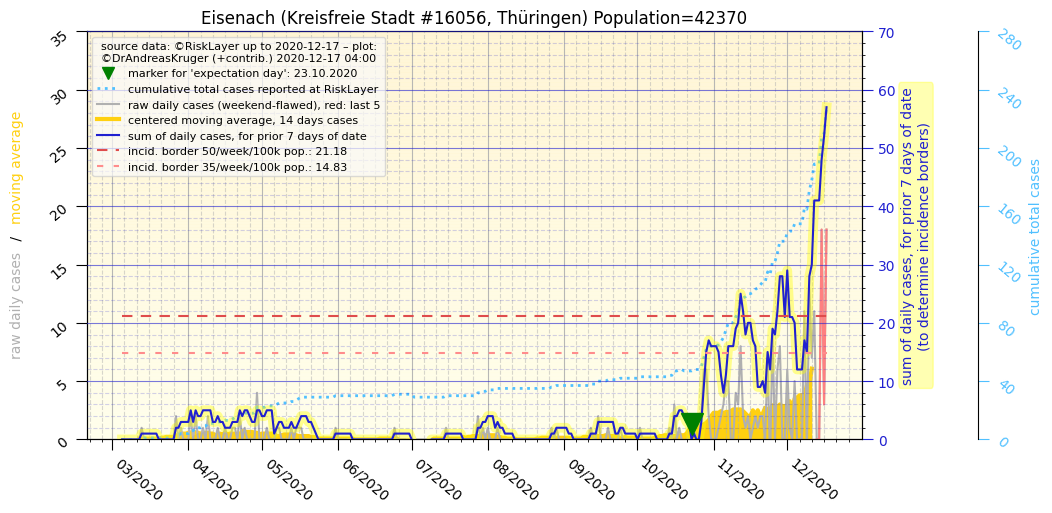 Eisenach (Kreisfreie Stadt #16056, Thüringen) Population=42370
source data: ©RiskLayer up to 2020-12-17 – plot:
©DrAndreasKruger (+contrib.) 2020-12-17 04:00
marker for 'expectation day': 23.10.2020
cumulative total cases reported at RiskLayer
raw daily cases (weekend-flawed), red: last 5
centered moving average, 14 days cases
sum of daily cases, for prior 7 days of date
incid. border 50/week/100k pop.: 21.18
incid. border 35/week/100k pop.: 14.83
raw daily cases / moving average
35
30
25
20
15
10
5
0
03/2020
04/2020
05/2020
06/2020
07/2020
08/2020
09/2020
10/2020
11/2020
12/2020
70
60
50
40
30
20
10
0
sum of daily cases, for prior 7 days of date
(to determine incidence borders)
280
240
200
160
120
80
40
0
cumulative total cases